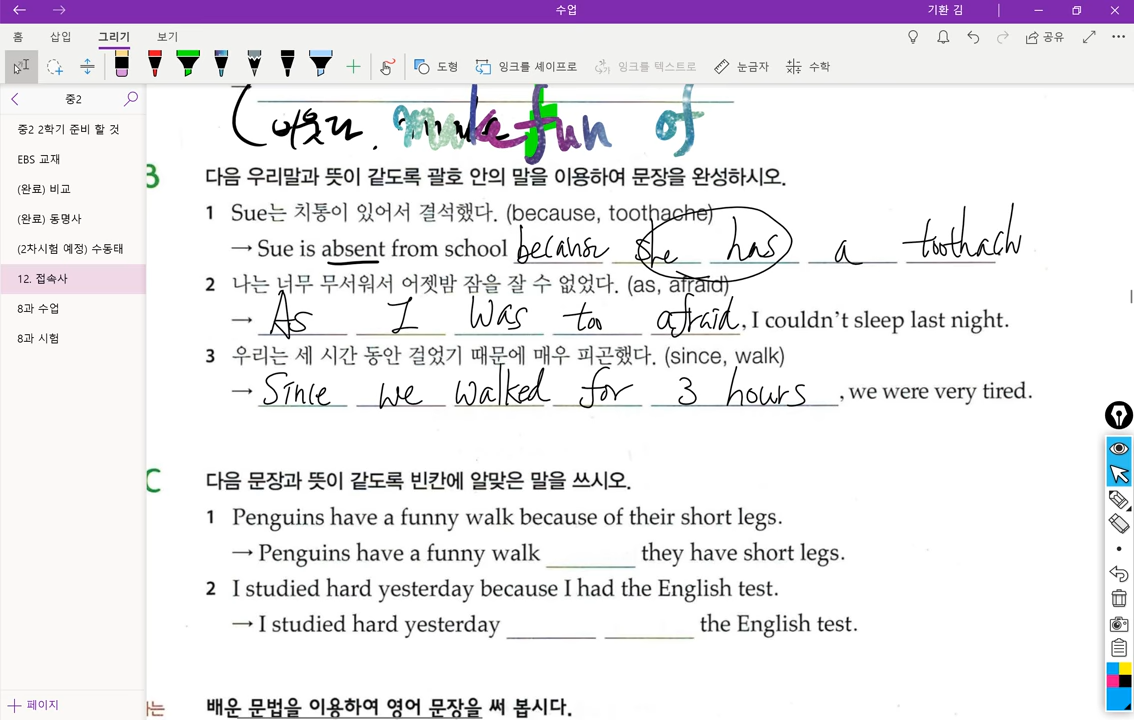 수업
기환 김
홈 삽입 그리기 보기
공유
도형 잉크를 셰이프로 잉크를 텍스트로 눈금자 수학
중2
중2 2학기 준비 할 것
EBS 교재
(완료) 비교
(완료) 동명사
(2차시험 예정) 수동태
12. 접속사
8과 수업
8과 시험
페이지
make fun of
B 다음 우리말과 뜻이 같도록 괄호 안의 말을 이용하여 문장을 완성하시오.
1 Sue는 치통이 있어서 결석했다. (because, toothache)
→ Sue is absent from school because she has a toothach
2 나는 너무 무서워서 어젯밤 잠을 잘 수 없었다. (as, afraid)
→ As I was too afraid, I couldn't sleep last night.
3 우리는 세 시간 동안 걸었기 때문에 매우 피곤했다. (since, walk)
→ Since we walked for 3 hours, we were very tired.
C 다음 문장과 뜻이 같도록 빈칸에 알맞은 말을 쓰시오.
1 Penguins have a funny walk because of their short legs.
→ Penguins have a funny walk ______ they have short legs.
2 I studied hard yesterday because I had the English test.
→ I studied hard yesterday ______ ______ the English test.
배운 문법을 이용하여 영어 문장을 써 봅시다.